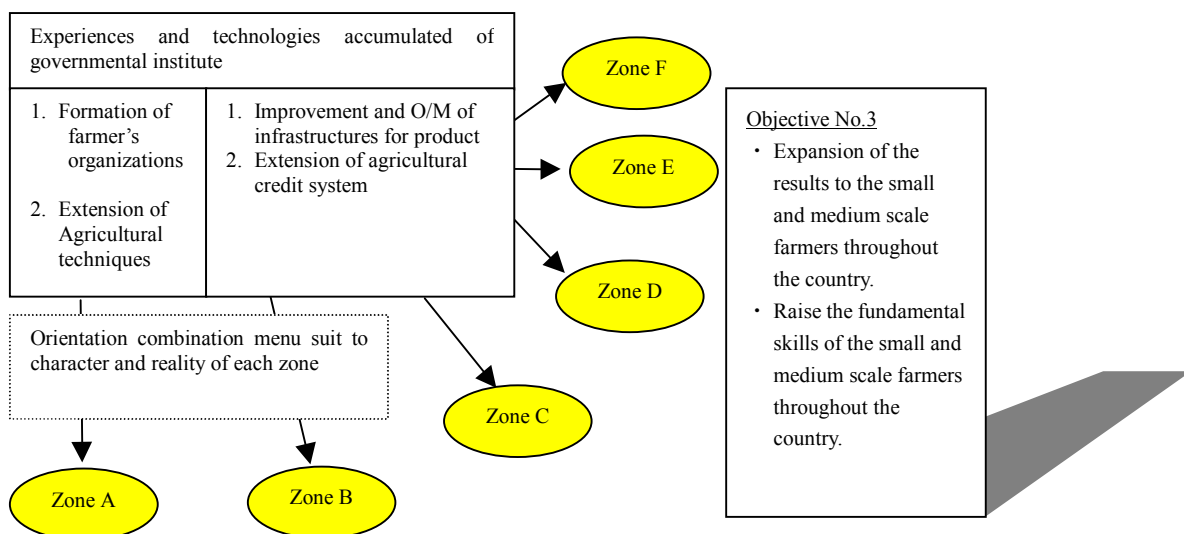 Experiences and technologies accumulated of
governmental institute
1. Formation of
farmer's
organizations
2. Extension of
Agricultural
techniques
1. Improvement and O/M of
infrastructures for product
2. Extension of agricultural
credit system
Orientation combination menu suit to
character and reality of each zone
Zone F
Zone E
Zone D
Zone C
Zone B
Zone A
Objective No.3
・ Expansion of the
results to the small
and medium scale
farmers throughout
the country.
・ Raise the fundamental
skills of the small and
medium scale farmers
throughout the
country.